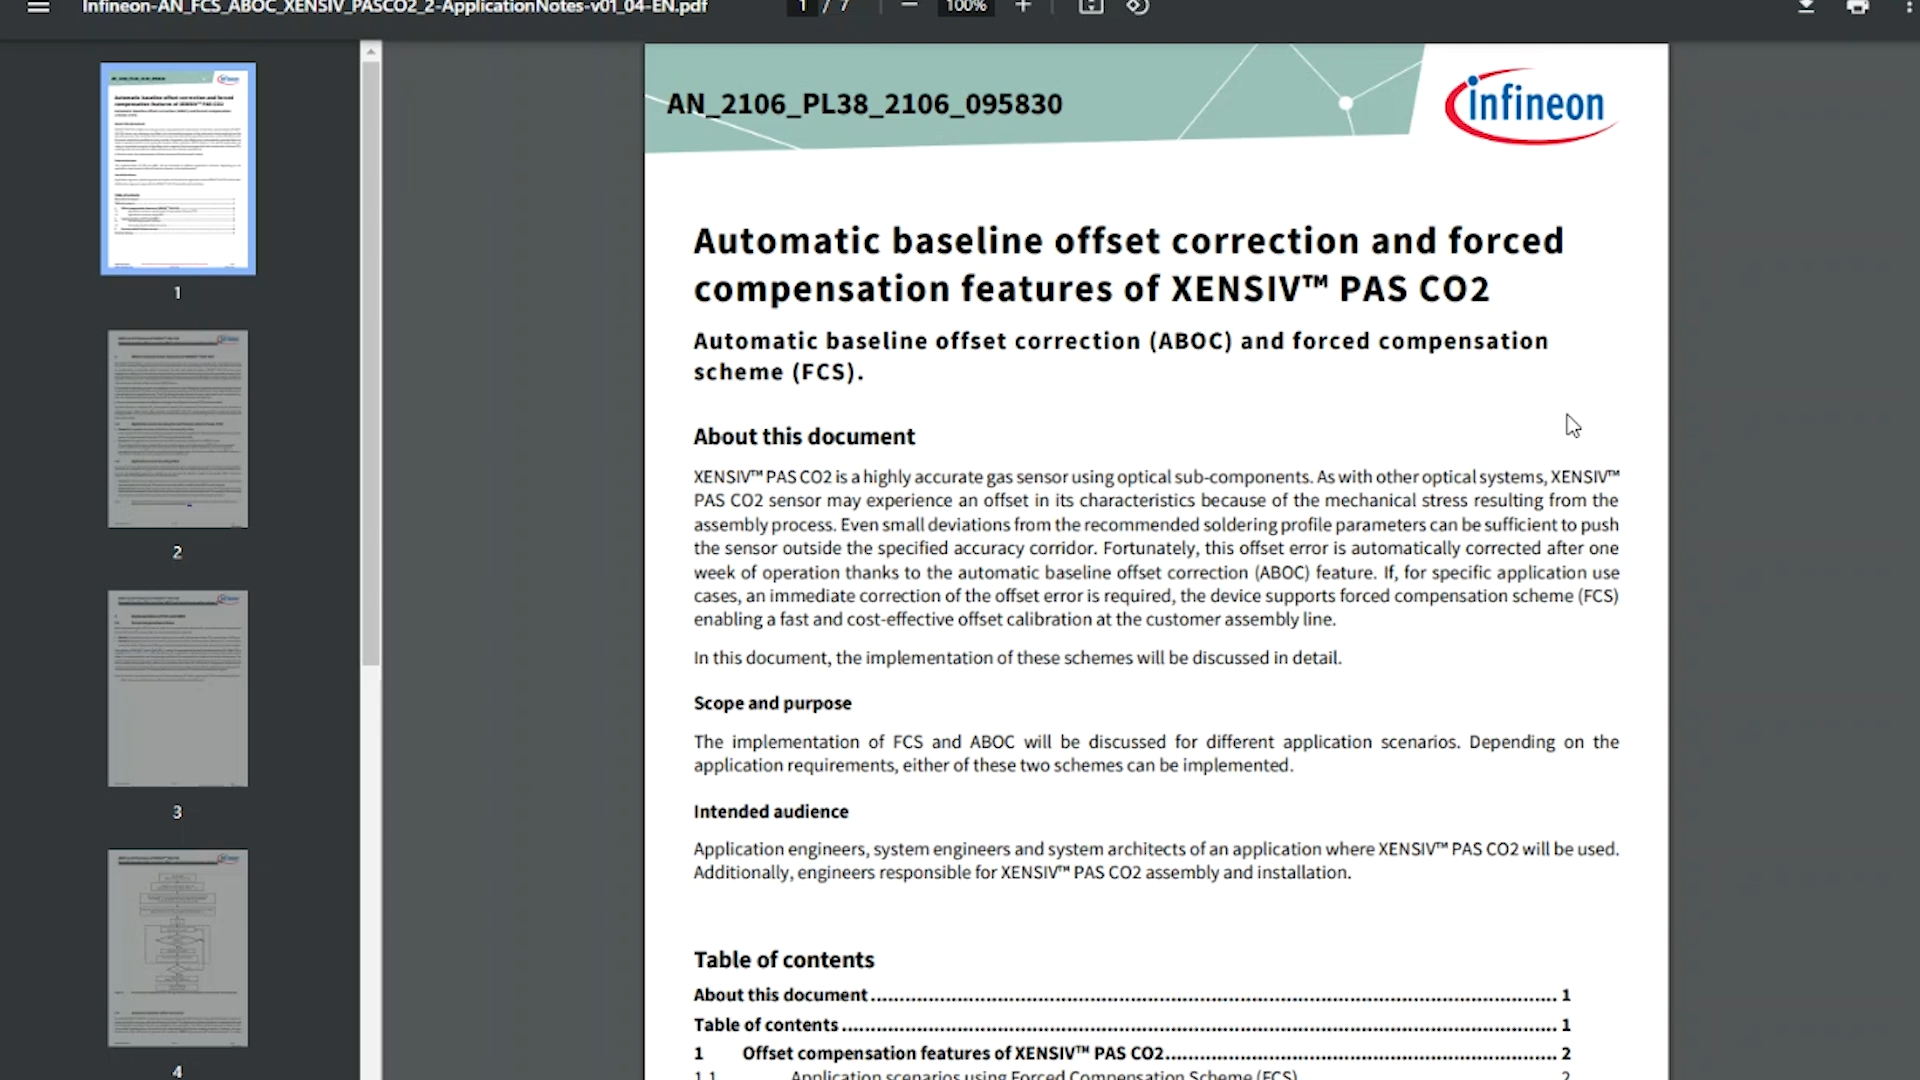 Infineon-AN_FCS_ABOC_XENSIV_PASCO2_2-ApplicationNotes-v01_04-EN.pdf
1 / 7
100%
1
2
3
4
AN_2106_PL38_2106_095830
infineon
Automatic baseline offset correction and forced
compensation features of XENSIV™ PAS CO2
Automatic baseline offset correction (ABOC) and forced compensation
scheme (FCS).
About this document
XENSIV™ PAS CO2 is a highly accurate gas sensor using optical sub-components. As with other optical systems, XENSIV™
PAS CO2 sensor may experience an offset in its characteristics because of the mechanical stress resulting from the
assembly process. Even small deviations from the recommended soldering profile parameters can be sufficient to push
the sensor outside the specified accuracy corridor. Fortunately, this offset error is automatically corrected after one
week of operation thanks to the automatic baseline offset correction (ABOC) feature. If, for specific application use
cases, an immediate correction of the offset error is required, the device supports forced compensation scheme (FCS)
enabling a fast and cost-effective offset calibration at the customer assembly line.
In this document, the implementation of these schemes will be discussed in detail.
Scope and purpose
The implementation of FCS and ABOC will be discussed for different application scenarios. Depending on the
application requirements, either of these two schemes can be implemented.
Intended audience
Application engineers, system engineers and system architects of an application where XENSIV™ PAS CO2 will be used.
Additionally, engineers responsible for XENSIV™ PAS CO2 assembly and installation.
Table of contents
About this document 1
Table of contents 1
1 Offset compensation features of XENSIV™ PAS CO2 2
1.1 Application scenarios using Forced Compensation Scheme (FCS) 2